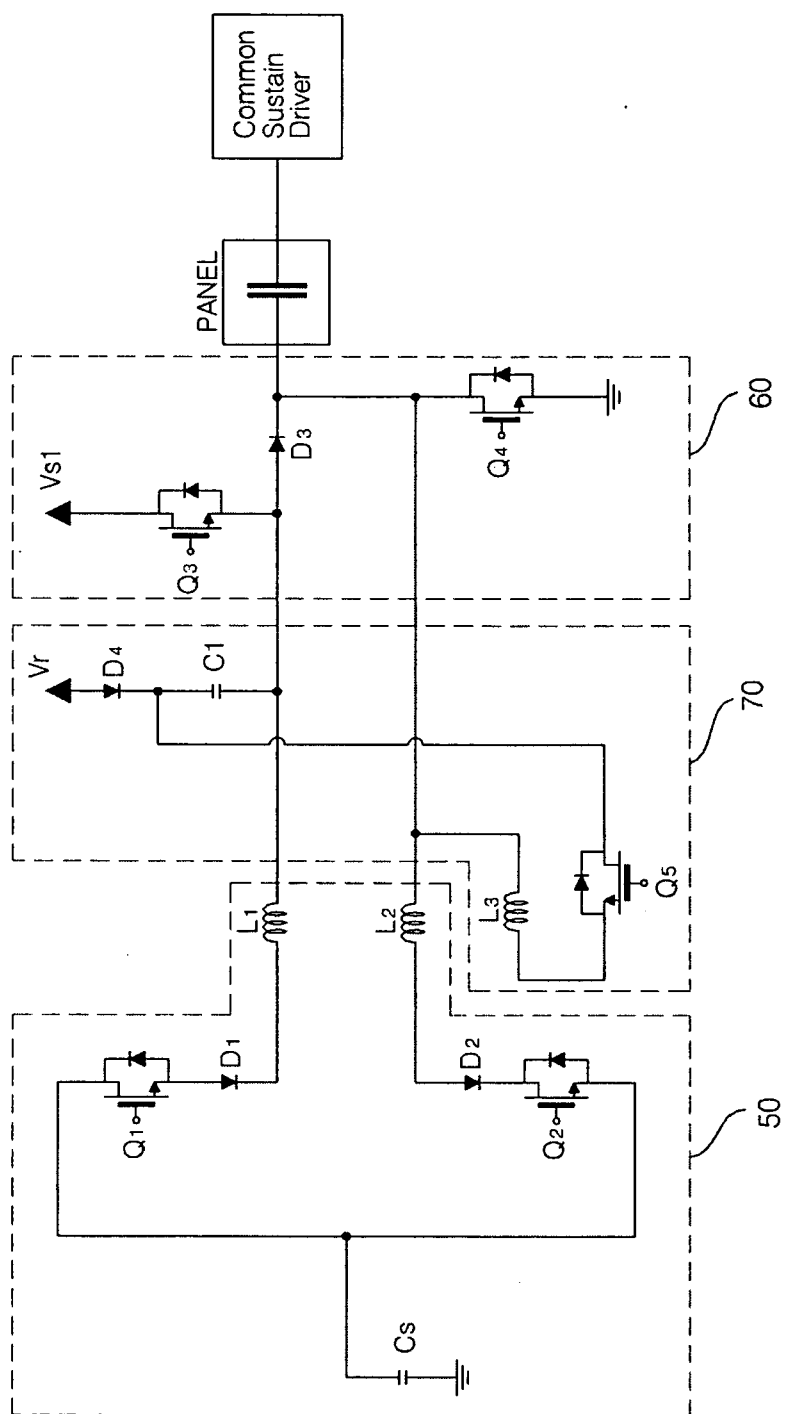 Common
Sustain
Driver
PANEL
Vs1
Q3
D3
Q4
60
Vr
D4
C1
70
L1
L2
L3
Q5
Q1
D1
D2
Q2
50
Cs